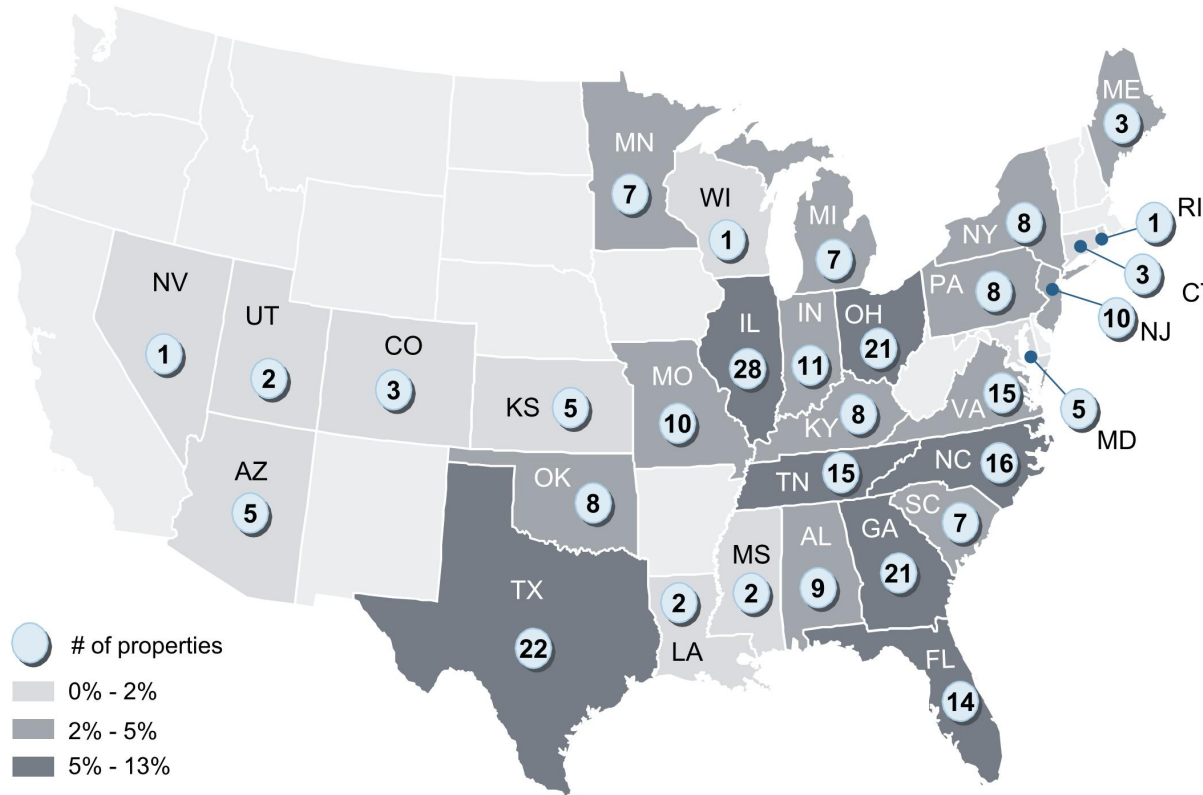 ME
3
MN
7
WI
1
MI
7
NY
8
RI
1
3
CT
PA
8
10
NJ
NV
1
UT
2
CO
3
KS
5
MO
10
IL
28
IN
11
OH
21
KY
8
VA
15
5
MD
AZ
5
OK
8
TN
15
NC
16
SC
7
TX
22
2
LA
MS
2
AL
9
GA
21
FL
14
# of properties
0% - 2%
2% - 5%
5% - 13%